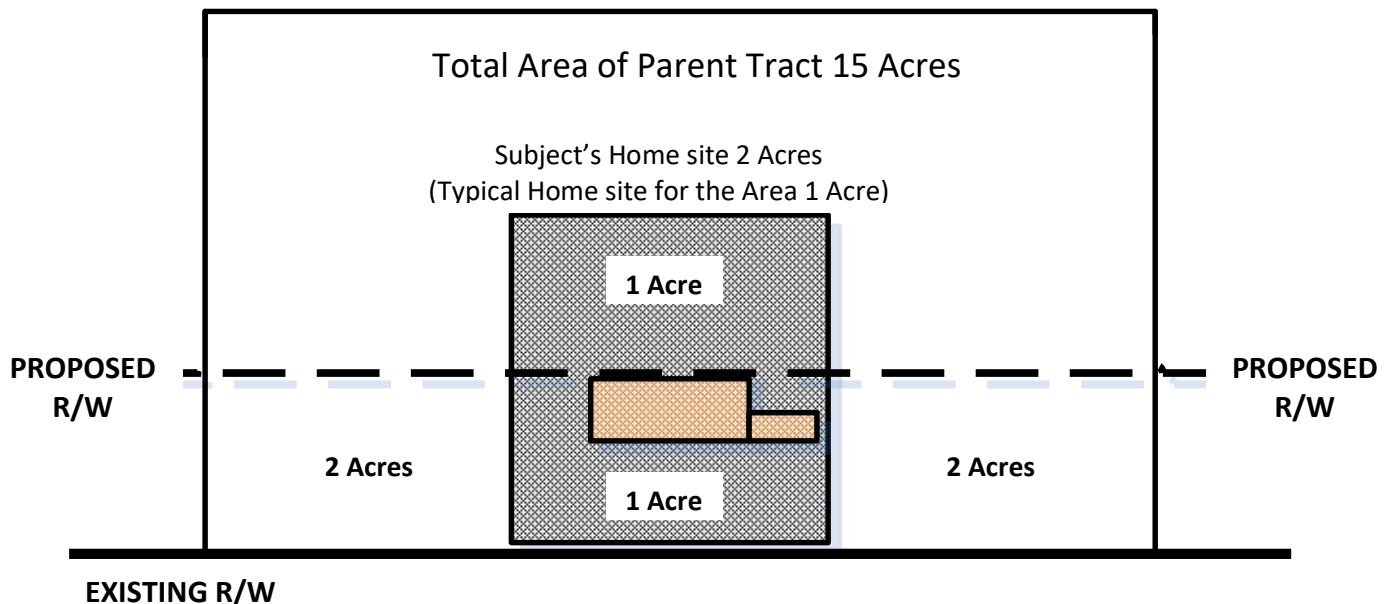 Total Area of Parent Tract 15 Acres
Subject’s Home site 2 Acres
(Typical Home site for the Area 1 Acre)
1 Acre
PROPOSED
R/W
PROPOSED
R/W
2 Acres
2 Acres
1 Acre
EXISTING R/W